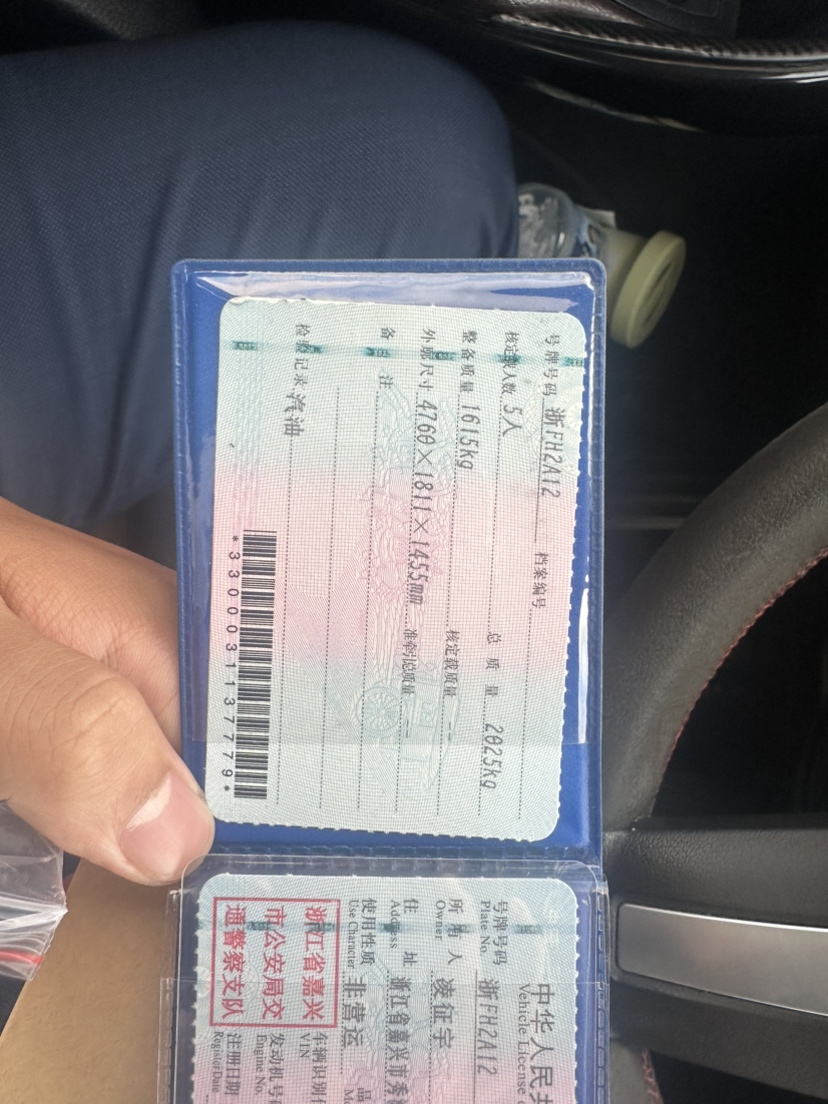 号牌号码 浙FH2A12 档案编号
核定载人数 5人 总质量 2025kg
整备质量 1615kg 核定载质量 --
外廓尺寸 4760×1811×1455mm 准牵引总质量 --
备注
检验记录 汽油
*3300031137779*
中华人民共
Vehicle License
号牌号码 浙FH2A12
Plate No.
所有人 凌征宇
Owner
住址 浙江省嘉兴市秀
Address
使用性质 非营运 品
Use Character
浙江省嘉兴
市公安局交
通警察支队
车辆识别代
VIN
发动机号码
Engine No.
注册日期
Register Date